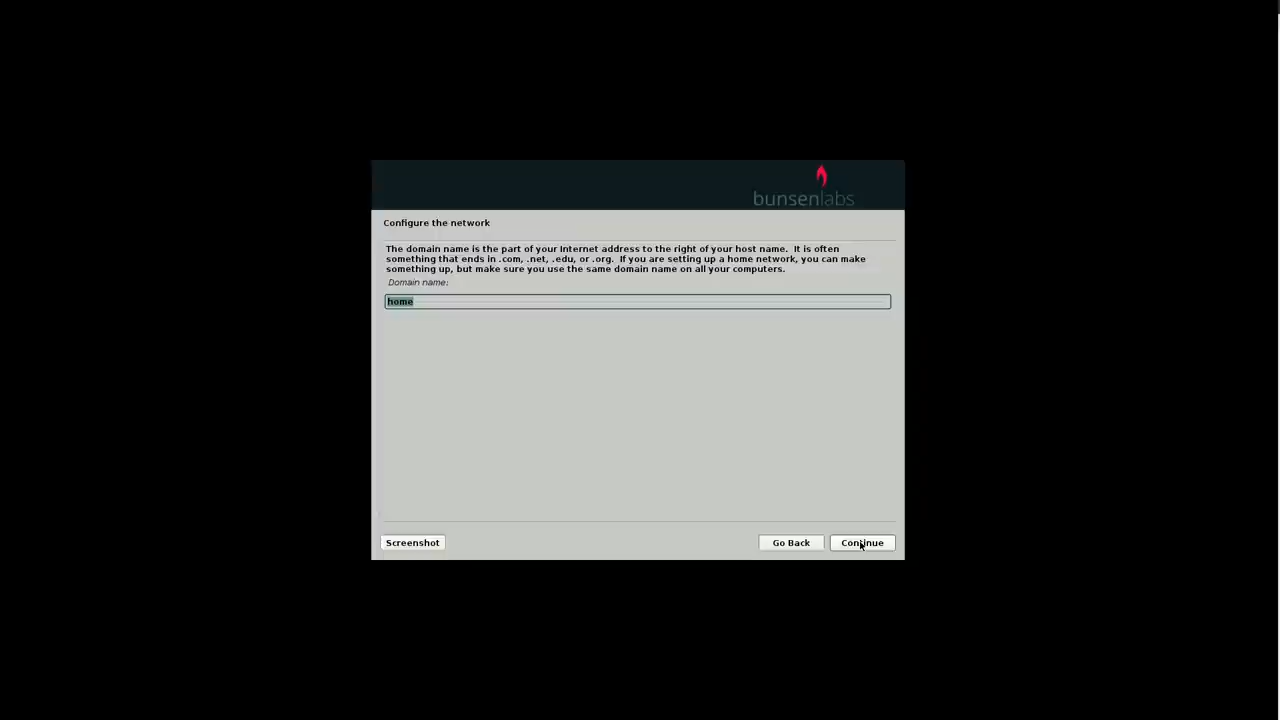 bunsenlabs
Configure the network
The domain name is the part of your Internet address to the right of your host name.  It is often
something that ends in .com, .net, .edu, or .org.  If you are setting up a home network, you can make
something up, but make sure you use the same domain name on all your computers.
Domain name:
home
Screenshot
Go Back
Continue